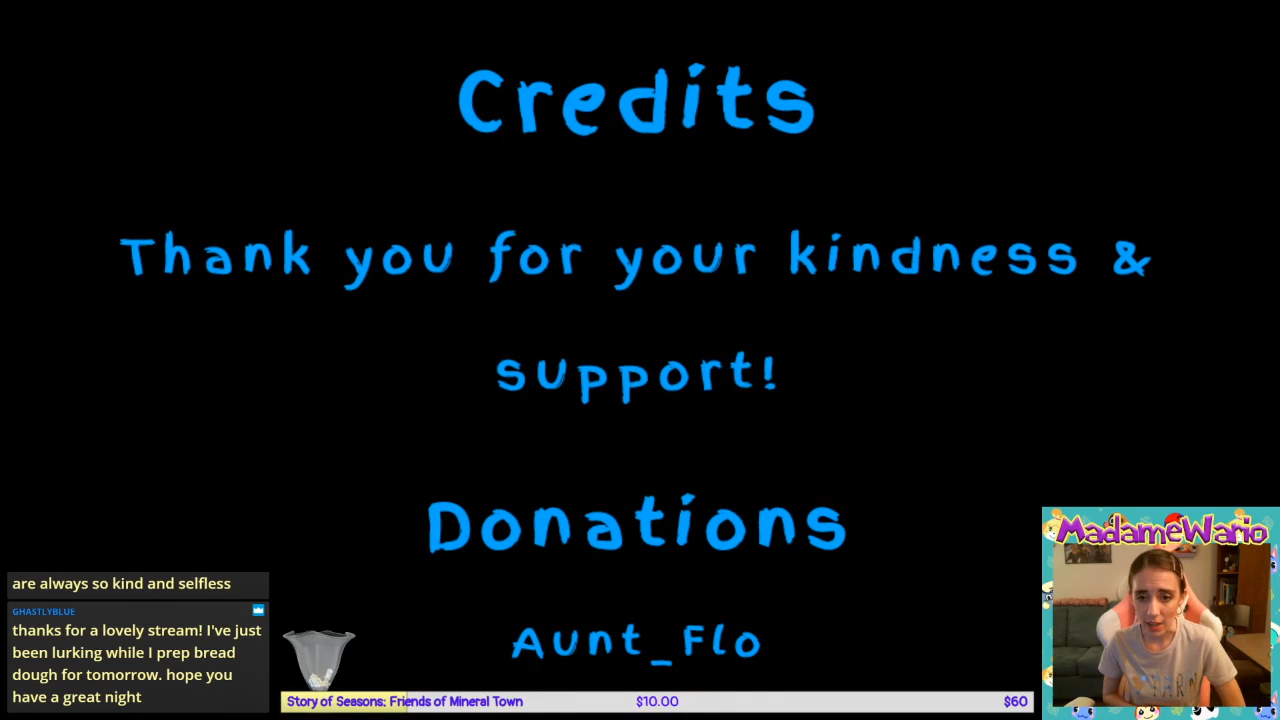 Credits
Thank you for your kindness &
support!
Donations
Aunt_Flo
are always so kind and selfless
GHASTLYBLUE
thanks for a lovely stream! I've just
been lurking while I prep bread
dough for tomorrow. hope you
have a great night
Story of Seasons: Friends of Mineral Town $10.00 $60
MadameWario